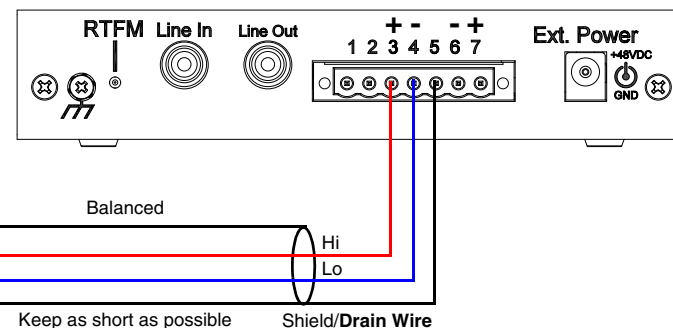 + - - +
RTFM Line In Line Out 1 2 3 4 5 6 7 Ext. Power
+48VDC
GND
Balanced
Hi
Lo
Keep as short as possible Shield/Drain Wire